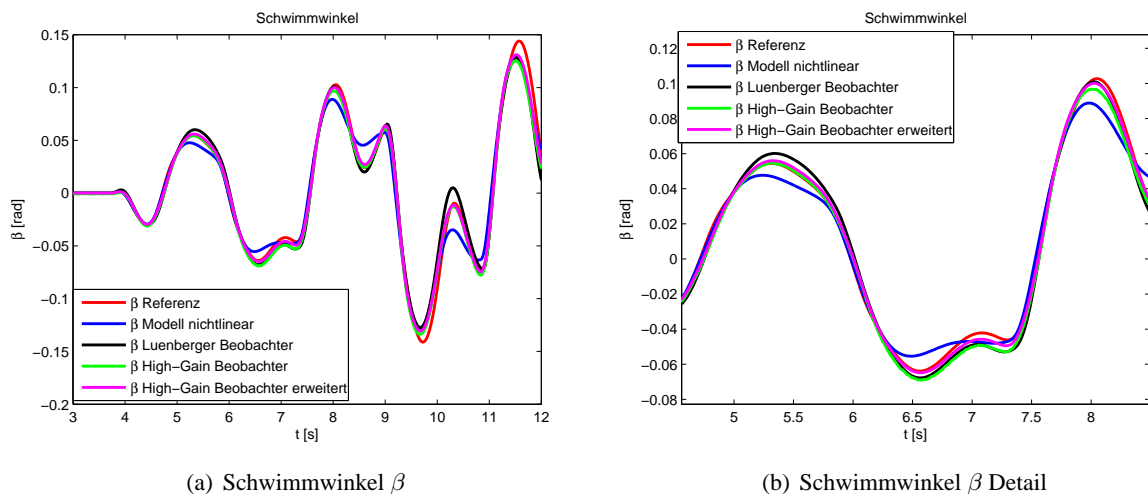 Schwimmwinkel
0.15
0.1
0.05
0
−0.05
−0.1
−0.15
−0.2
β [rad]
β Referenz
β Modell nichtlinear
β Luenberger Beobachter
β High−Gain Beobachter
β High−Gain Beobachter erweitert
3 4 5 6 7 8 9 10 11 12
t [s]
(a) Schwimmwinkel β
Schwimmwinkel
0.12
0.1
0.08
0.06
0.04
0.02
0
−0.02
−0.04
−0.06
−0.08
β [rad]
β Referenz
β Modell nichtlinear
β Luenberger Beobachter
β High−Gain Beobachter
β High−Gain Beobachter erweitert
5 5.5 6 6.5 7 7.5 8
t [s]
(b) Schwimmwinkel β Detail